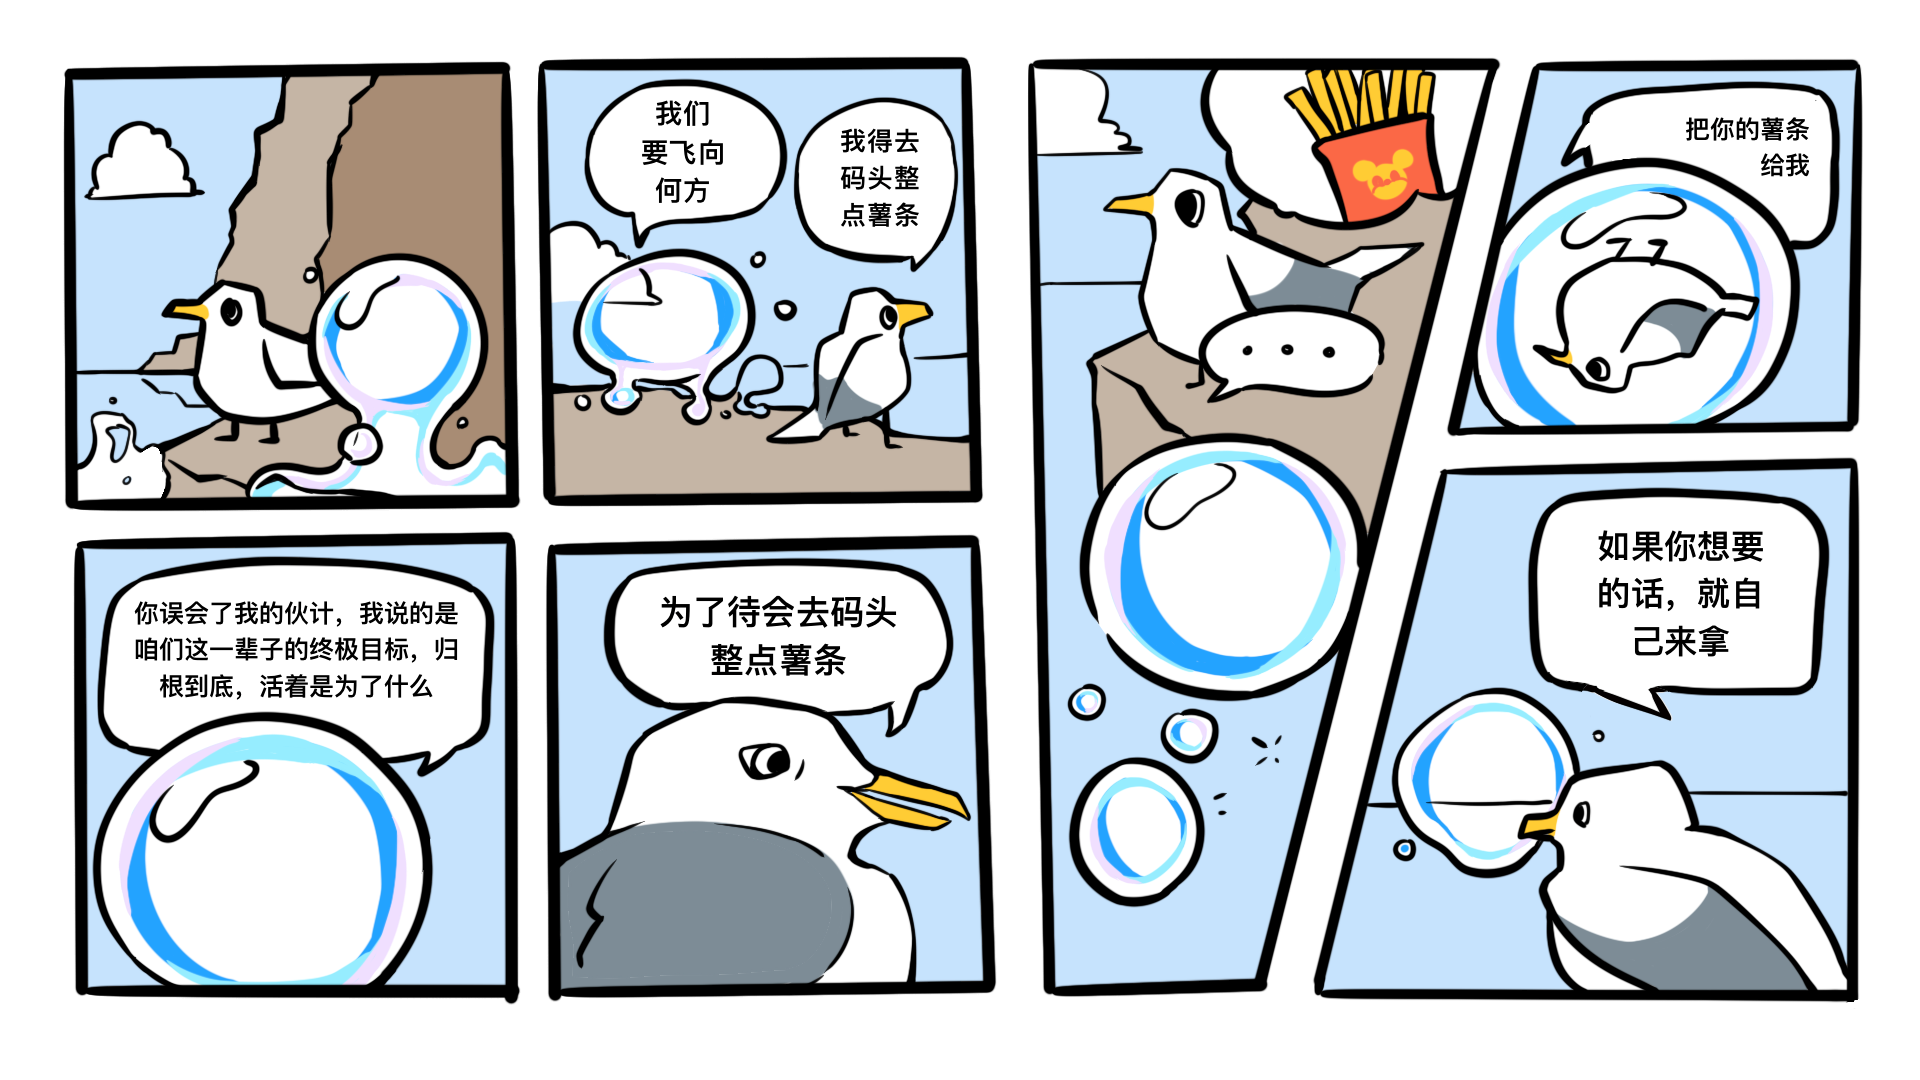 我们
要飞向
何方
我得去
码头整
点薯条
你误会了我的伙计，我说的是
咱们这一辈子的终极目标，归
根到底，活着是为了什么
为了待会去码头
整点薯条
• • •
把你的薯条
给我
如果你想要
的话，就自
己来拿